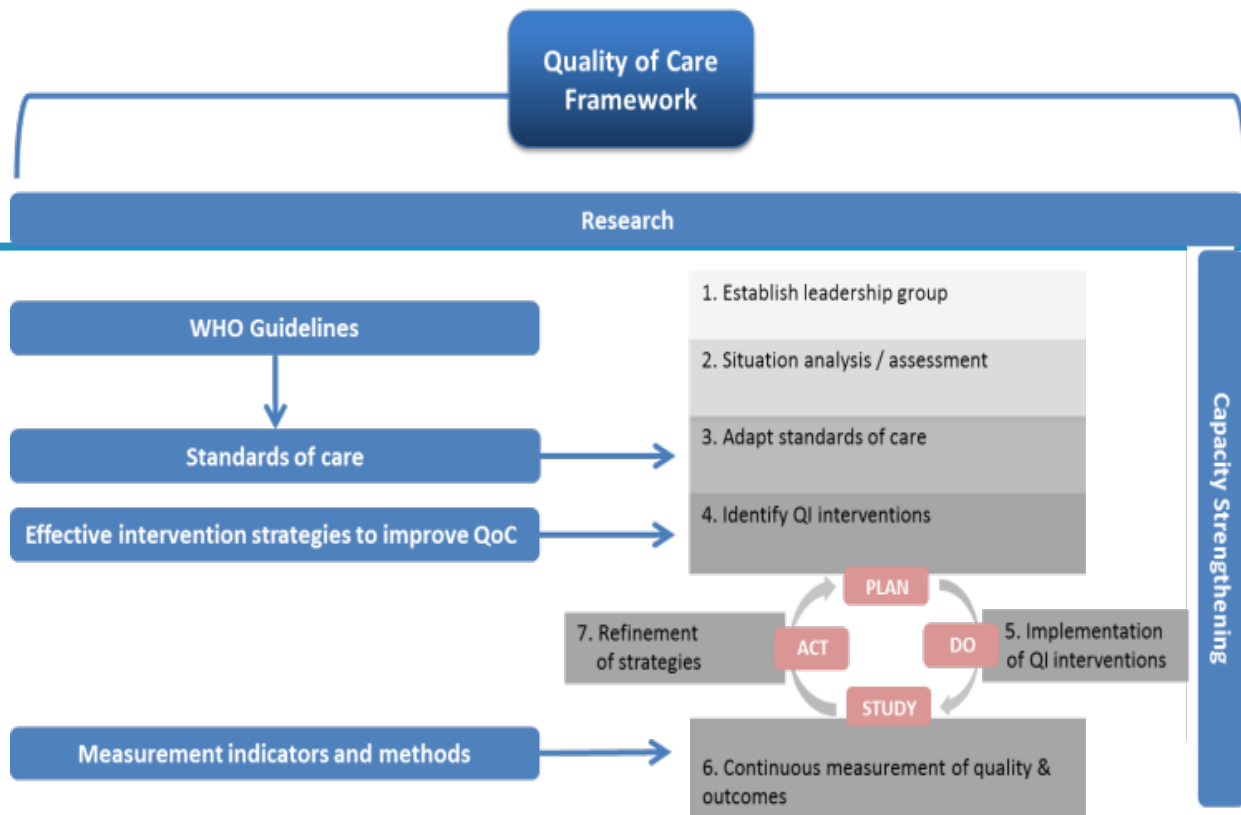 Quality of Care
Framework
Research
WHO Guidelines
Standards of care
Effective intervention strategies to improve QoC
Measurement indicators and methods
1. Establish leadership group
2. Situation analysis / assessment
3. Adapt standards of care
4. Identify QI interventions
PLAN
7. Refinement
of strategies
ACT
DO
5. Implementation
of QI interventions
STUDY
6. Continuous measurement of quality &
outcomes
Capacity Strengthening